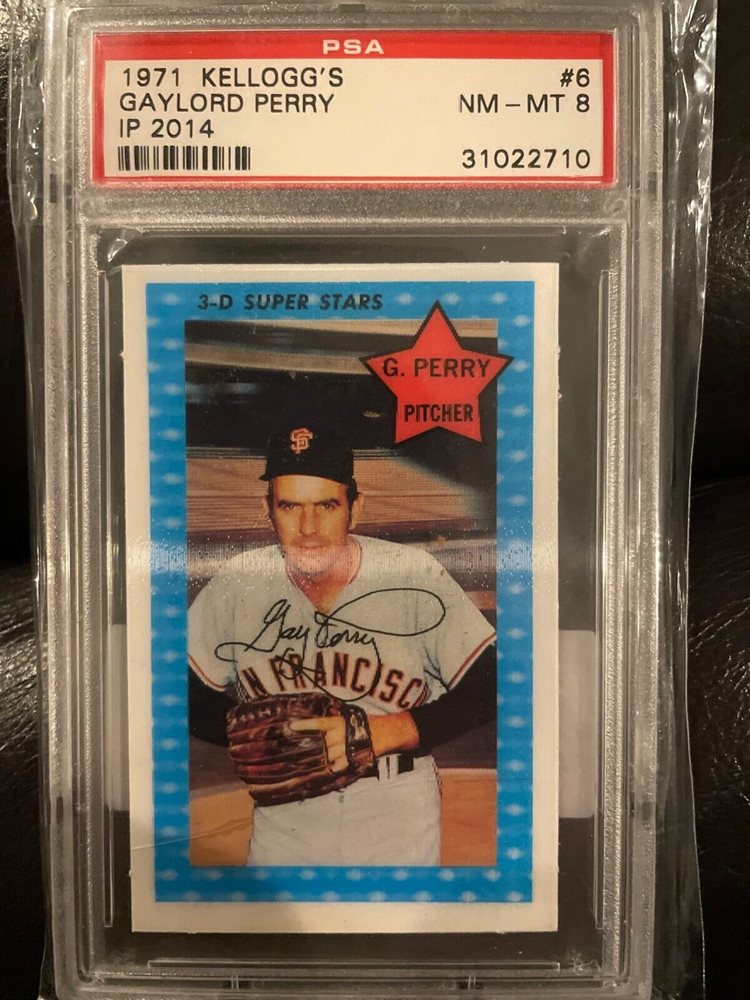 PSA
1971 KELLOGG'S #6
GAYLORD PERRY NM - MT 8
IP 2014
31022710
3-D SUPER STARS
G. PERRY
PITCHER
SF
Gay Perry
N FRANCISC